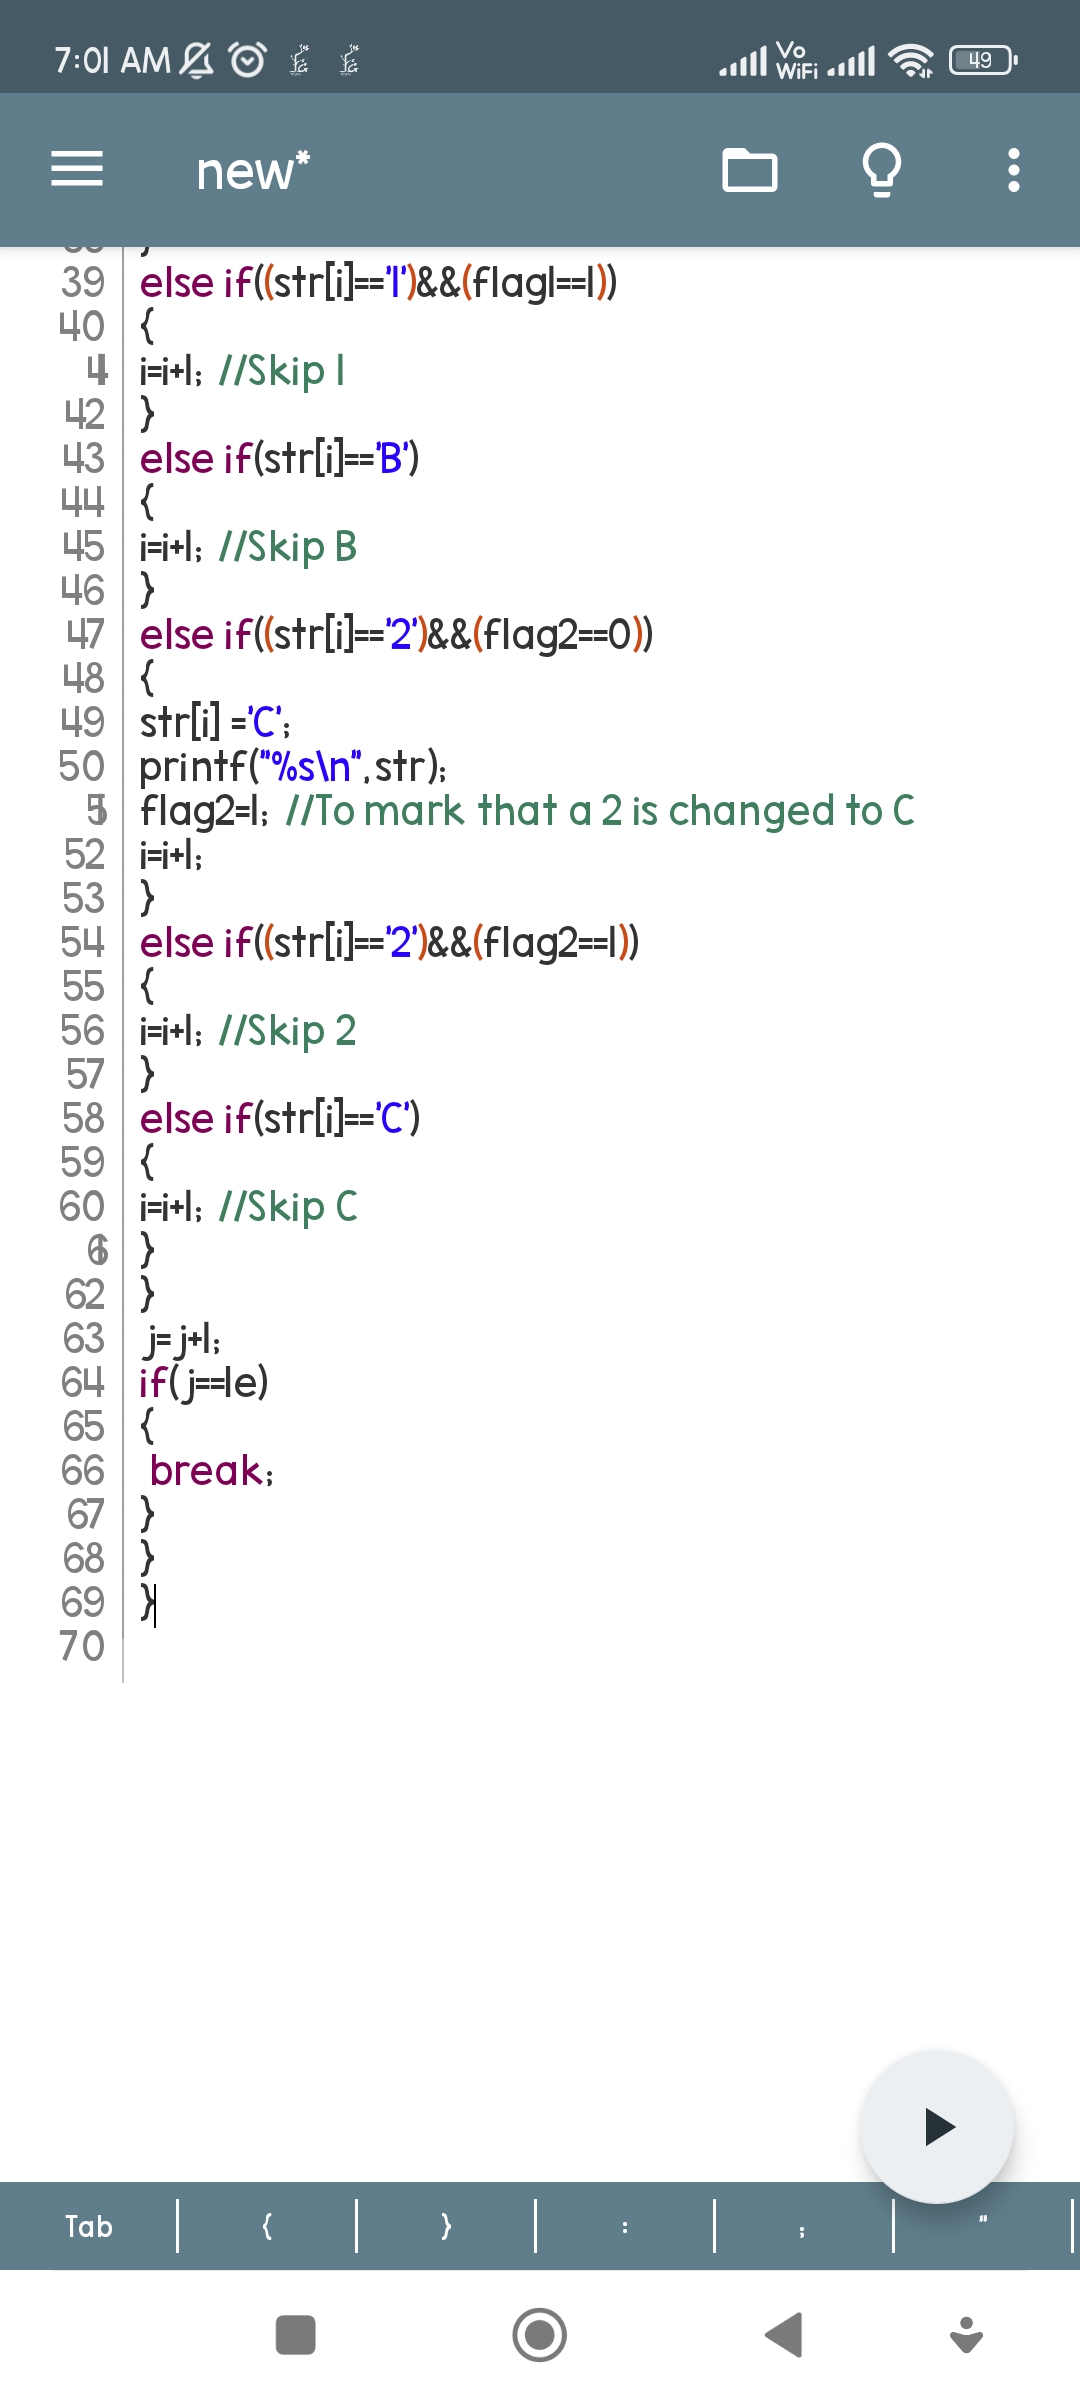 7:01 AM
Vo WiFi
49
new*
39 else if((str[i]=='1')&&(flag1==1))
40 {
41 i=i+1; //Skip 1
42 }
43 else if(str[i]=='B')
44 {
45 i=i+1; //Skip B
46 }
47 else if((str[i]=='2')&&(flag2==0))
48 {
49 str[i] ='C';
50 printf("%s\n",str);
51 flag2=1; //To mark that a 2 is changed to C
52 i=i+1;
53 }
54 else if((str[i]=='2')&&(flag2==1))
55 {
56 i=i+1; //Skip 2
57 }
58 else if(str[i]=='C')
59 {
60 i=i+1; //Skip C
61 }
62 }
63 j=j+1;
64 if(j==le)
65 {
66 break;
67 }
68 }
69 }
70
Tab { } : ; "